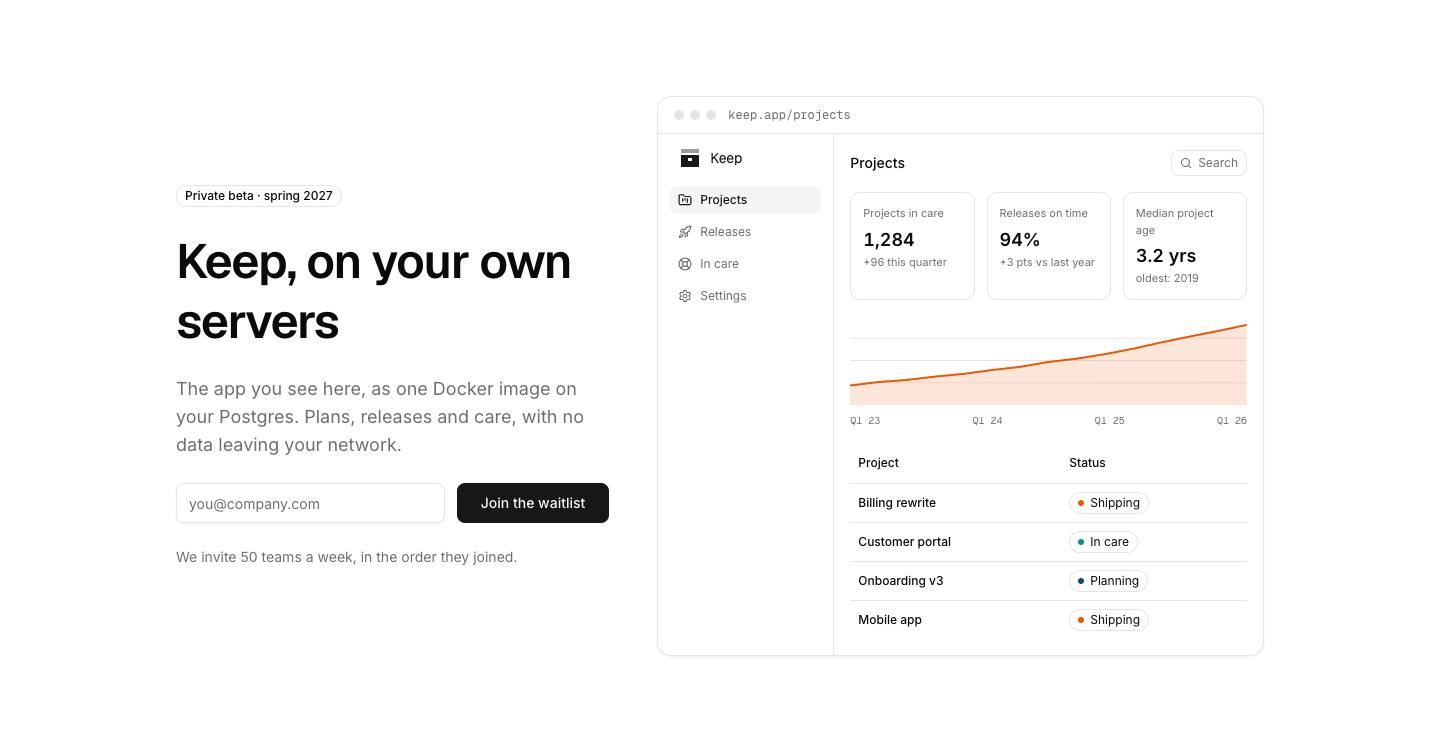 Private beta · spring 2027
Keep, on your own
servers
The app you see here, as one Docker image on
your Postgres. Plans, releases and care, with no
data leaving your network.
you@company.com
Join the waitlist
We invite 50 teams a week, in the order they joined.
keep.app/projects
Keep
Projects
Releases
In care
Settings
Projects
Search
Projects in care
1,284
+96 this quarter
Releases on time
94%
+3 pts vs last year
Median project
age
3.2 yrs
oldest: 2019
Q1 23
Q1 24
Q1 25
Q1 26
Project Status
Billing rewrite Shipping
Customer portal In care
Onboarding v3 Planning
Mobile app Shipping